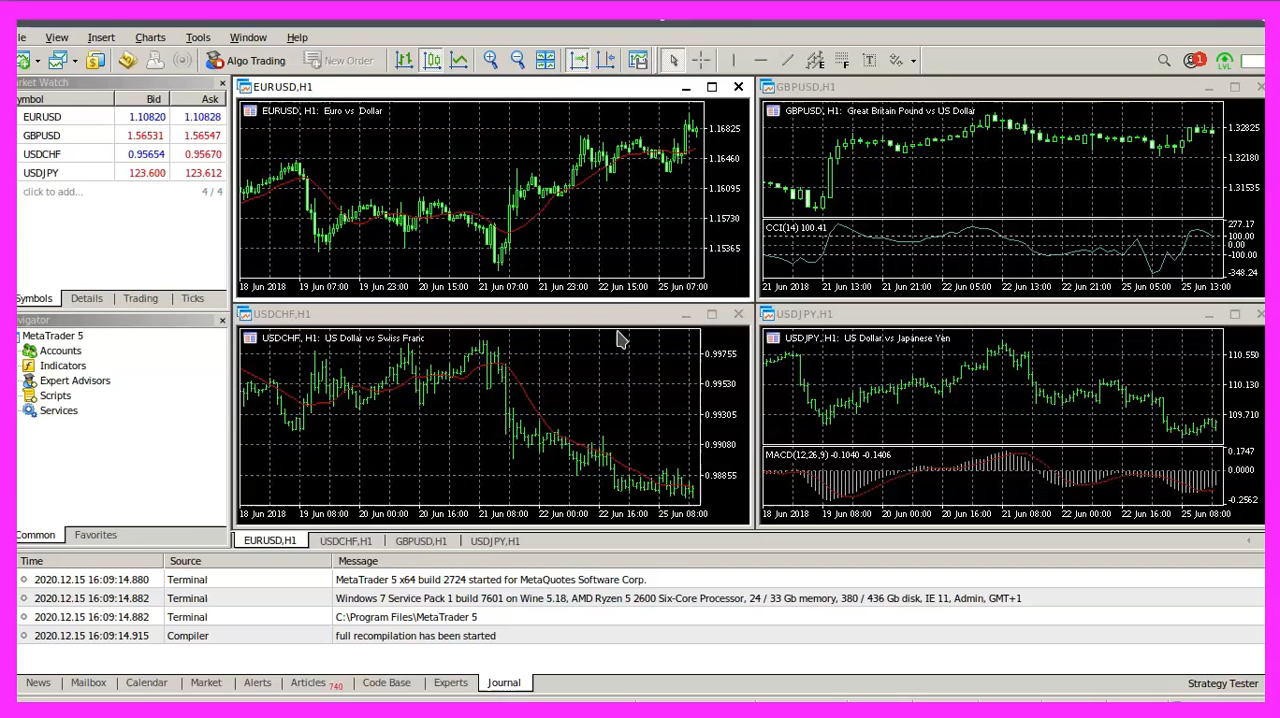 le View Insert Charts Tools Window Help
Algo Trading New Order 1 LVL
arket Watch
ymbol Bid Ask
EURUSD 1.10820 1.10828
GBPUSD 1.56531 1.56547
USDCHF 0.95654 0.95670
USDJPY 123.600 123.612
click to add... 4 / 4
Symbols Details Trading Ticks
avigator
MetaTrader 5
Accounts
Indicators
Expert Advisors
Scripts
Services
Common Favorites
EURUSD,H1
EURUSD, H1: Euro vs Dollar
1.16825
1.16460
1.16095
1.15730
1.15365
18 Jun 2018 19 Jun 07:00 19 Jun 23:00 20 Jun 15:00 21 Jun 07:00 21 Jun 23:00 22 Jun 15:00 25 Jun 07:00
GBPUSD,H1
GBPUSD, H1: Great Britain Pound vs US Dollar
1.32825
1.32180
1.31555
CCI(14) 100.41
277.17
100.00
0.00
-100.00
-348.24
21 Jun 2018 21 Jun 13:00 21 Jun 21:00 22 Jun 05:00 22 Jun 13:00 22 Jun 21:00 25 Jun 05:00 25 Jun 13:00
USDCHF,H1
USDCHF, H1: US Dollar vs Swiss Franc
0.99755
0.99530
0.99305
0.99080
0.98855
18 Jun 2018 19 Jun 08:00 20 Jun 00:00 20 Jun 16:00 21 Jun 08:00 22 Jun 00:00 22 Jun 16:00 25 Jun 08:00
USDJPY,H1
USDJPY, H1: US Dollar vs Japanese Yen
110.550
110.130
109.710
MACD(12,26,9) -0.1040 -0.1406
0.1747
0.0000
-0.2562
18 Jun 2018 19 Jun 08:00 20 Jun 00:00 20 Jun 16:00 21 Jun 08:00 22 Jun 00:00 22 Jun 16:00 25 Jun 08:00
EURUSD,H1 USDCHF,H1 GBPUSD,H1 USDJPY,H1
Time Source Message
2020.12.15 16:09:14.880 Terminal MetaTrader 5 x64 build 2724 started for MetaQuotes Software Corp.
2020.12.15 16:09:14.882 Terminal Windows 7 Service Pack 1 build 7601 on Wine 5.18, AMD Ryzen 5 2600 Six-Core Processor, 24 / 33 Gb memory, 380 / 436 Gb disk, IE 11, Admin, GMT+1
2020.12.15 16:09:14.882 Terminal C:\Program Files\MetaTrader 5
2020.12.15 16:09:14.915 Compiler full recompilation has been started
News Mailbox Calendar Market Alerts Articles 740 Code Base Experts Journal Strategy Tester